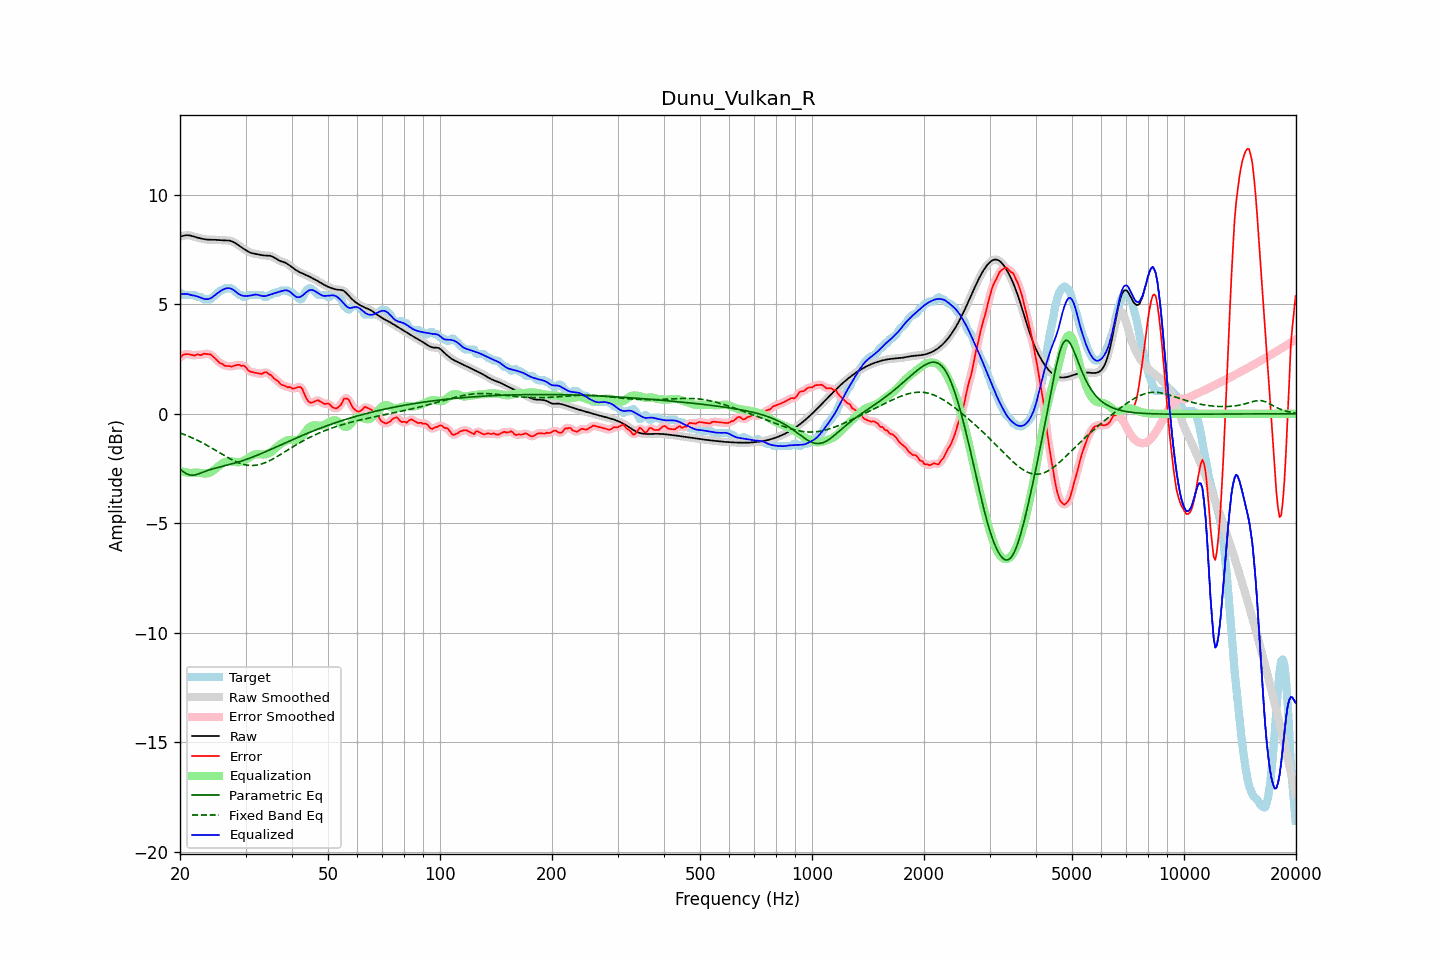 Dunu_Vulkan_R
Amplitude (dBr)
10
5
0
−5
−10
−15
−20
Target
Raw Smoothed
Error Smoothed
Raw
Error
Equalization
Parametric Eq
Fixed Band Eq
Equalized
20 50 100 200 500 1000 2000 5000 10000 20000
Frequency (Hz)